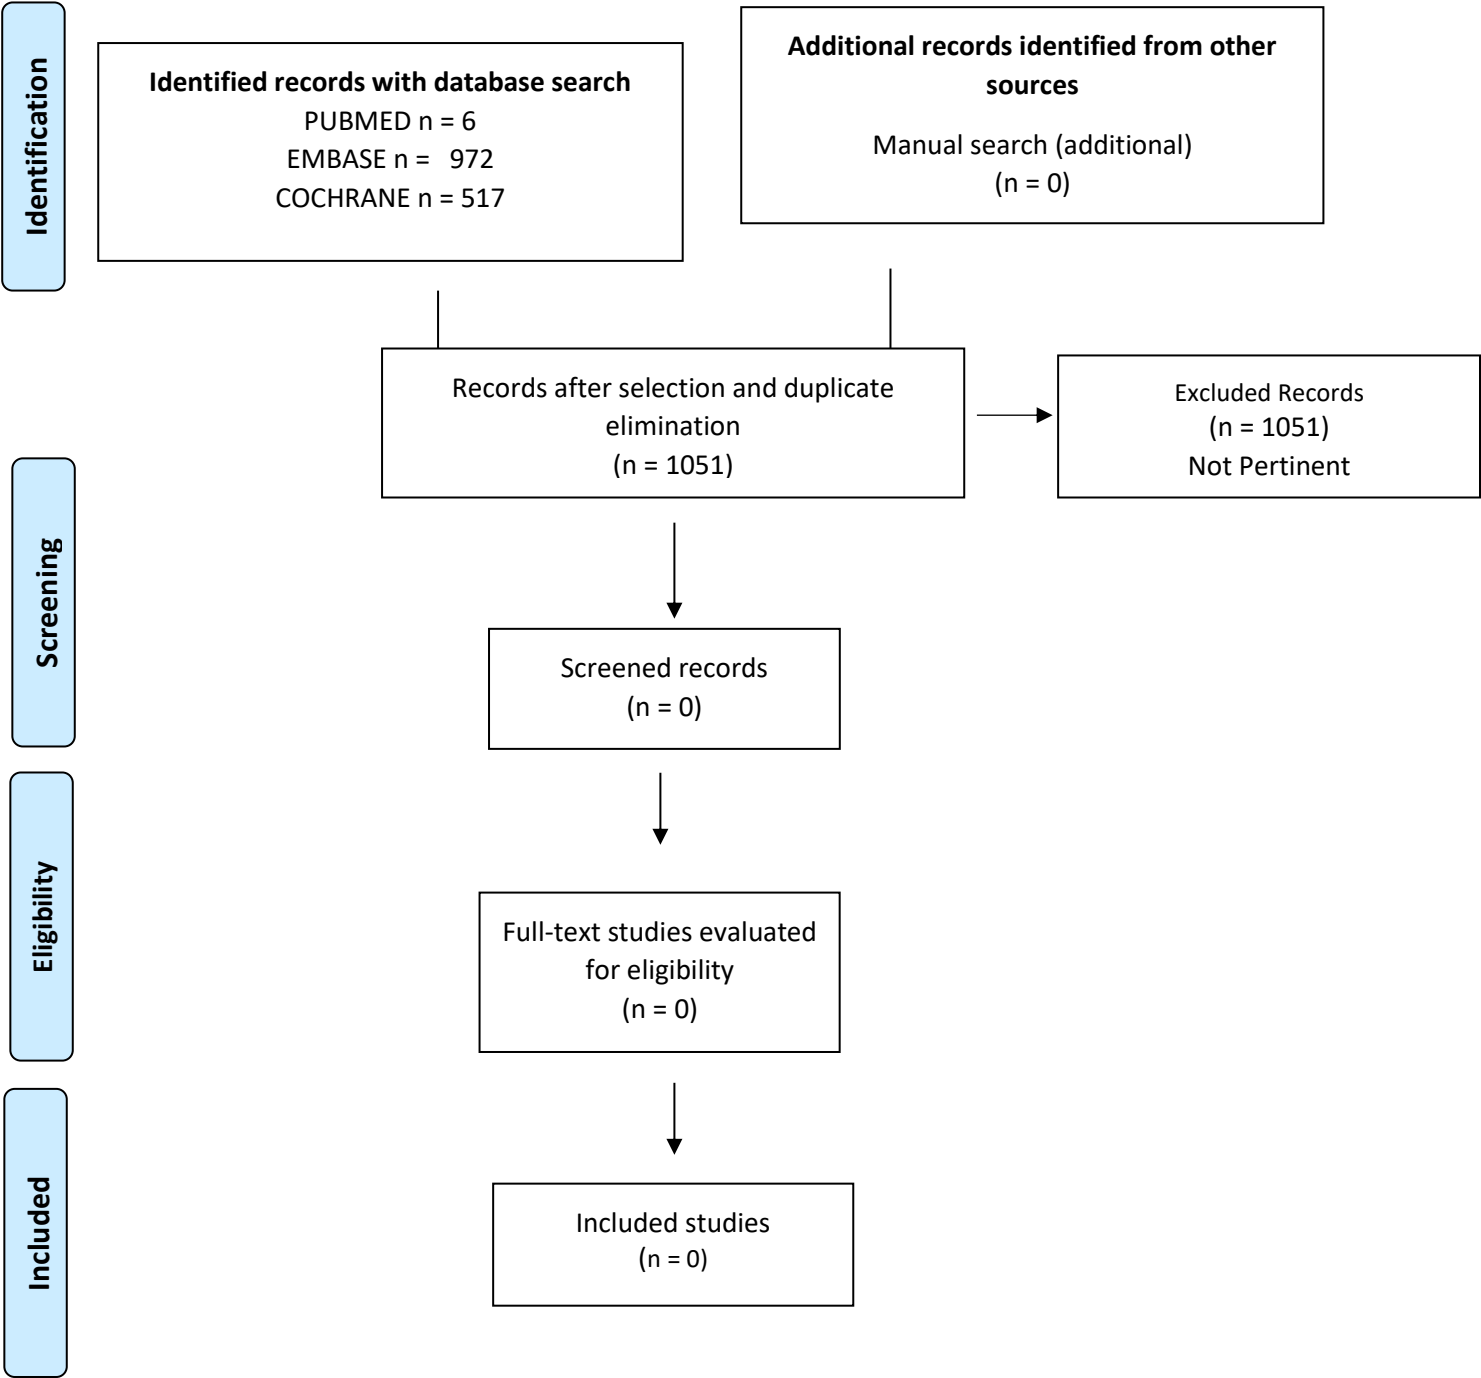 Identification
Identified records with database search
PUBMED n = 6
EMBASE n =   972
COCHRANE n = 517
Additional records identified from other
sources
Manual search (additional)
(n = 0)
Records after selection and duplicate
elimination
(n = 1051)
Excluded Records
(n = 1051)
Not Pertinent
Screening
Screened records
(n = 0)
Eligibility
Full-text studies evaluated
for eligibility
(n = 0)
Included
Included studies
(n = 0)